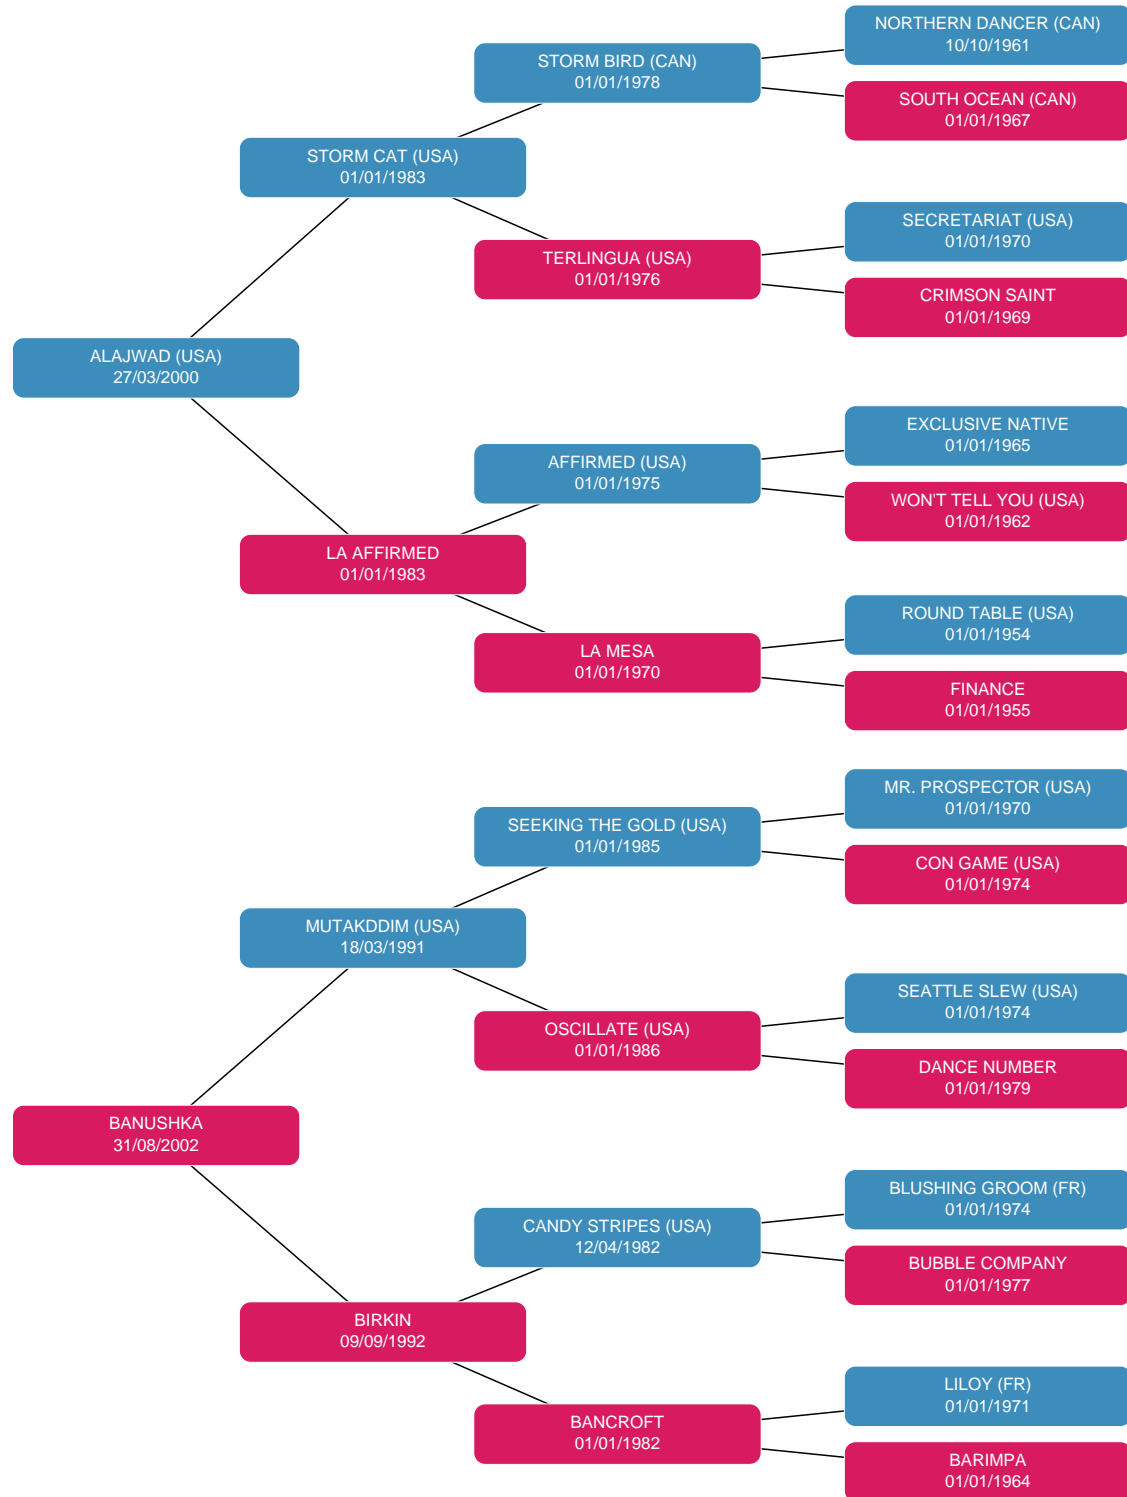 NORTHERN DANCER (CAN)
10/10/1961
STORM BIRD (CAN)
01/01/1978
SOUTH OCEAN (CAN)
01/01/1967
STORM CAT (USA)
01/01/1983
SECRETARIAT (USA)
01/01/1970
TERLINGUA (USA)
01/01/1976
CRIMSON SAINT
01/01/1969
ALAJWAD (USA)
27/03/2000
EXCLUSIVE NATIVE
01/01/1965
AFFIRMED (USA)
01/01/1975
WON'T TELL YOU (USA)
01/01/1962
LA AFFIRMED
01/01/1983
ROUND TABLE (USA)
01/01/1954
LA MESA
01/01/1970
FINANCE
01/01/1955
MR. PROSPECTOR (USA)
01/01/1970
SEEKING THE GOLD (USA)
01/01/1985
CON GAME (USA)
01/01/1974
MUTAKDDIM (USA)
18/03/1991
SEATTLE SLEW (USA)
01/01/1974
OSCILLATE (USA)
01/01/1986
DANCE NUMBER
01/01/1979
BANUSHKA
31/08/2002
BLUSHING GROOM (FR)
01/01/1974
CANDY STRIPES (USA)
12/04/1982
BUBBLE COMPANY
01/01/1977
BIRKIN
09/09/1992
LILOY (FR)
01/01/1971
BANCROFT
01/01/1982
BARIMPA
01/01/1964